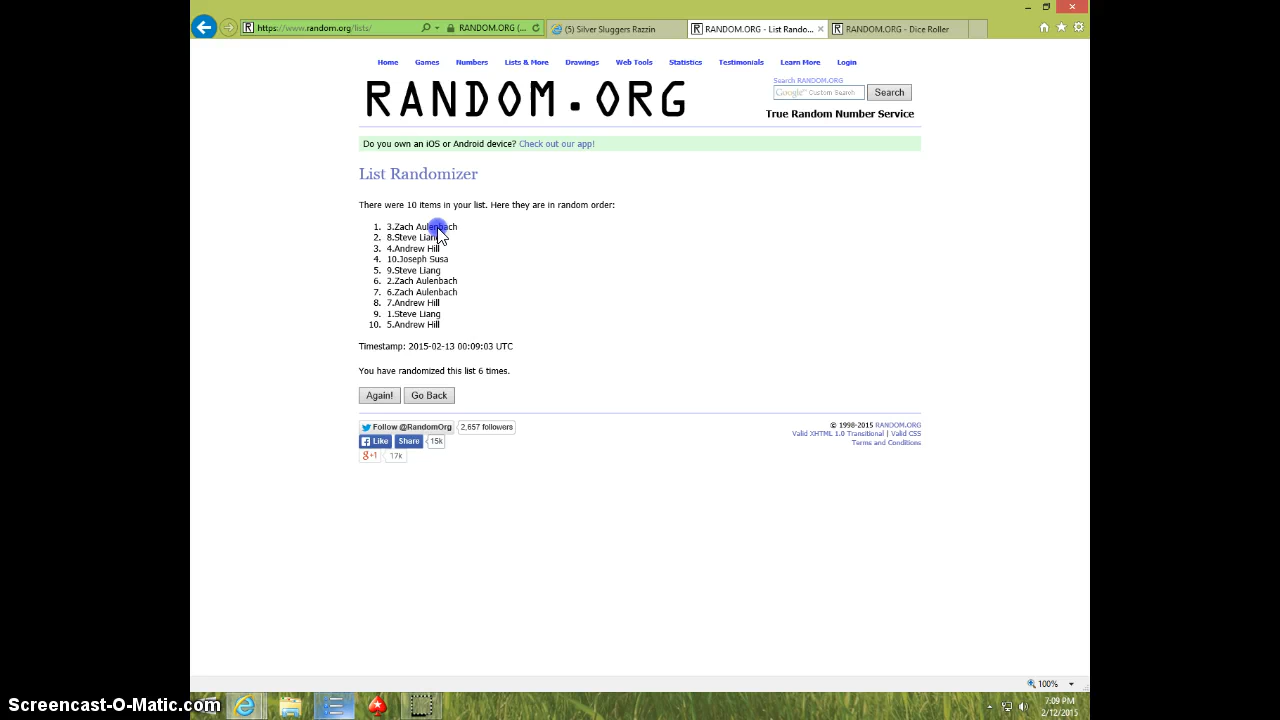 https://www.random.org/lists/
RANDOM.ORG (...
(5) Silver Sluggers Razzin
RANDOM.ORG - List Rando...
RANDOM.ORG - Dice Roller
Home Games Numbers Lists & More Drawings Web Tools Statistics Testimonials Learn More Login
RANDOM.ORG
Search RANDOM.ORG
Google™ Custom Search
Search
True Random Number Service
Do you own an iOS or Android device? Check out our app!
List Randomizer
There were 10 items in your list. Here they are in random order:
1. 3.Zach Aulenbach
2. 8.Steve Liang
3. 4.Andrew Hill
4. 10.Joseph Susa
5. 9.Steve Liang
6. 2.Zach Aulenbach
7. 6.Zach Aulenbach
8. 7.Andrew Hill
9. 1.Steve Liang
10. 5.Andrew Hill
Timestamp: 2015-02-13 00:09:03 UTC
You have randomized this list 6 times.
Again! Go Back
Follow @RandomOrg 2,657 followers
Like Share 15k
g+1 17k
© 1998-2015 RANDOM.ORG
Valid XHTML 1.0 Transitional | Valid CSS
Terms and Conditions
100%
7:09 PM
2/12/2015
Screencast-O-Matic.com